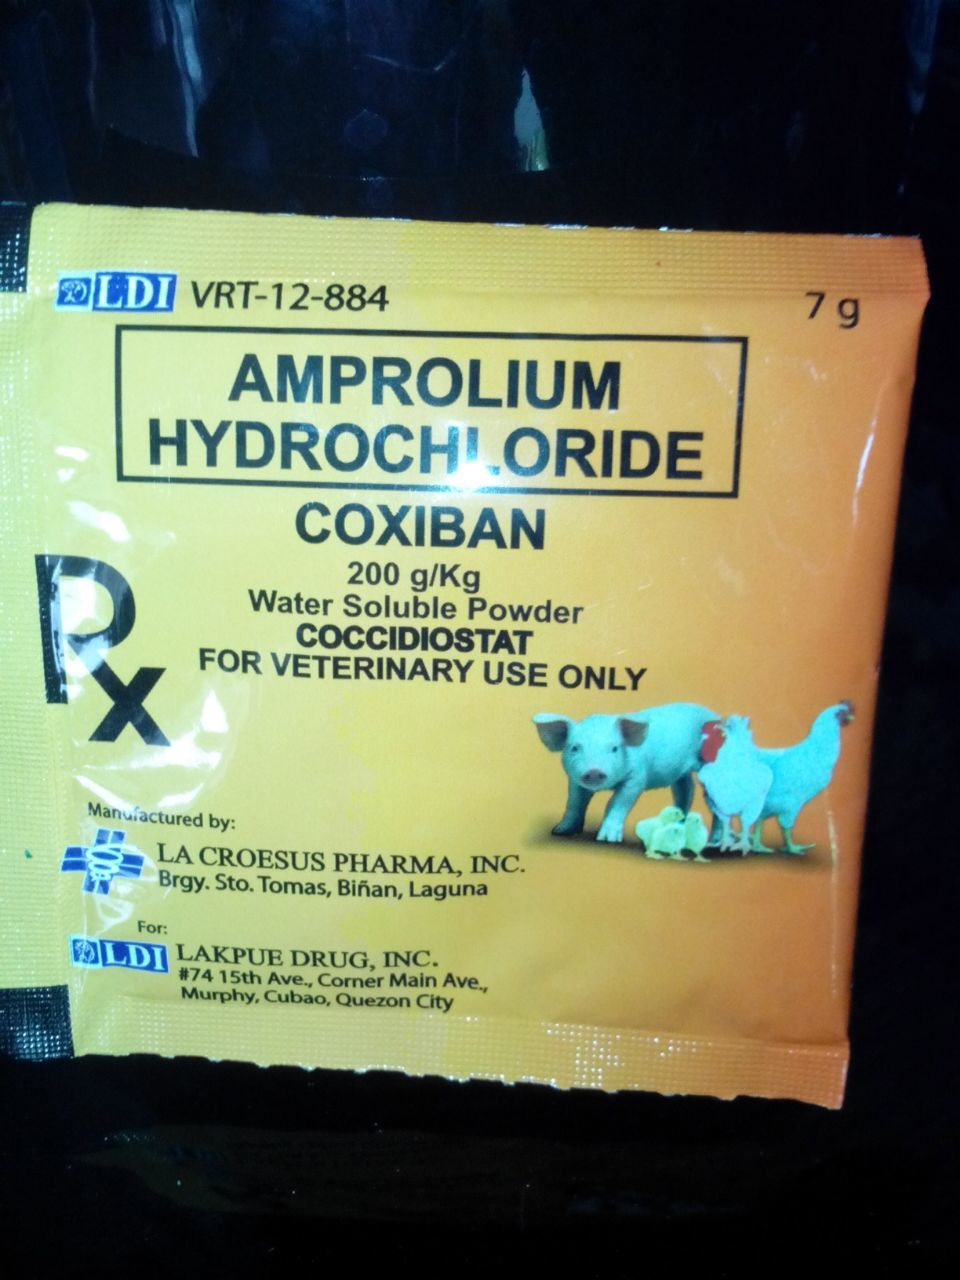 LDI VRT-12-884
7 g
AMPROLIUM
HYDROCHLORIDE
COXIBAN
200 g/Kg
Water Soluble Powder
COCCIDIOSTAT
FOR VETERINARY USE ONLY
Rx
Manufactured by:
LA CROESUS PHARMA, INC.
Brgy. Sto. Tomas, Biñan, Laguna
For:
LDI LAKPUE DRUG, INC.
#74 15th Ave., Corner Main Ave.,
Murphy, Cubao, Quezon City